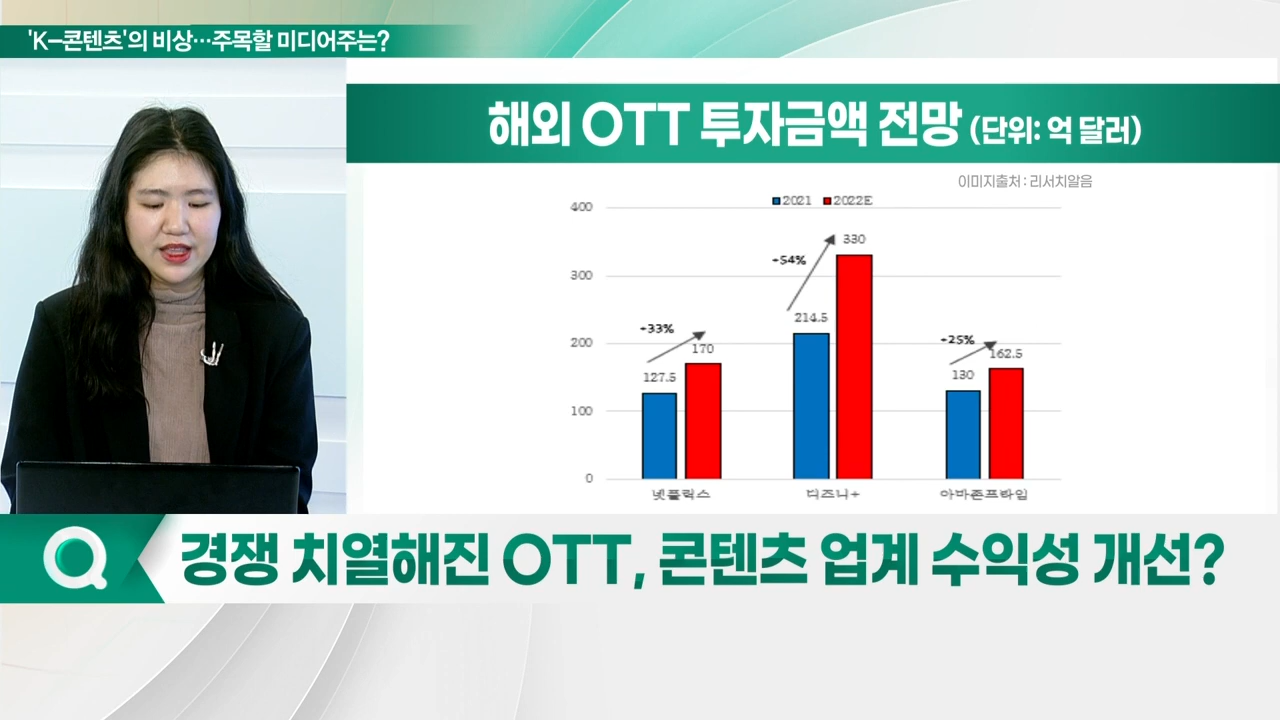 'K-콘텐츠'의 비상…주목할 미디어주는?
해외 OTT 투자금액 전망 (단위: 억 달러)
이미지출처 : 리서치알음
2021 2022E
400
300
200
100
0
+33%
127.5
170
+54%
214.5
330
+25%
130
162.5
넷플릭스
디즈니+
아마존프라임
경쟁 치열해진 OTT, 콘텐츠 업계 수익성 개선?